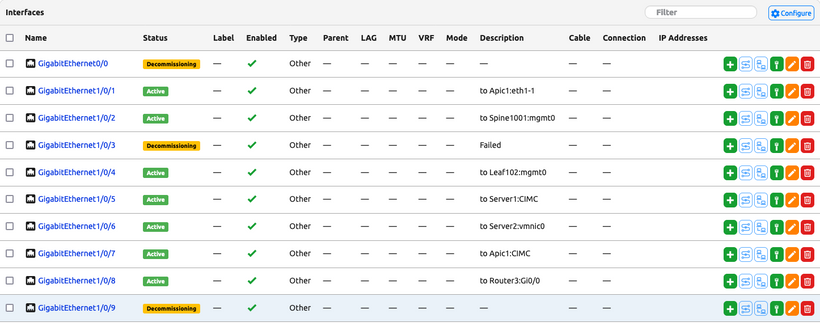 Interfaces Filter Configure
Name Status Label Enabled Type Parent LAG MTU VRF Mode Description Cable Connection IP Addresses
GigabitEthernet0/0 Decommissioning — Other — — — — — — — —
GigabitEthernet1/0/1 Active — Other — — — — — to Apic1:eth1-1 — —
GigabitEthernet1/0/2 Active — Other — — — — — to Spine1001:mgmt0 — —
GigabitEthernet1/0/3 Decommissioning — Other — — — — — Failed — —
GigabitEthernet1/0/4 Active — Other — — — — — to Leaf102:mgmt0 — —
GigabitEthernet1/0/5 Active — Other — — — — — to Server1:CIMC — —
GigabitEthernet1/0/6 Active — Other — — — — — to Server2:vmnic0 — —
GigabitEthernet1/0/7 Active — Other — — — — — to Apic1:CIMC — —
GigabitEthernet1/0/8 Active — Other — — — — — to Router3:Gi0/0 — —
GigabitEthernet1/0/9 Decommissioning — Other — — — — — — — —